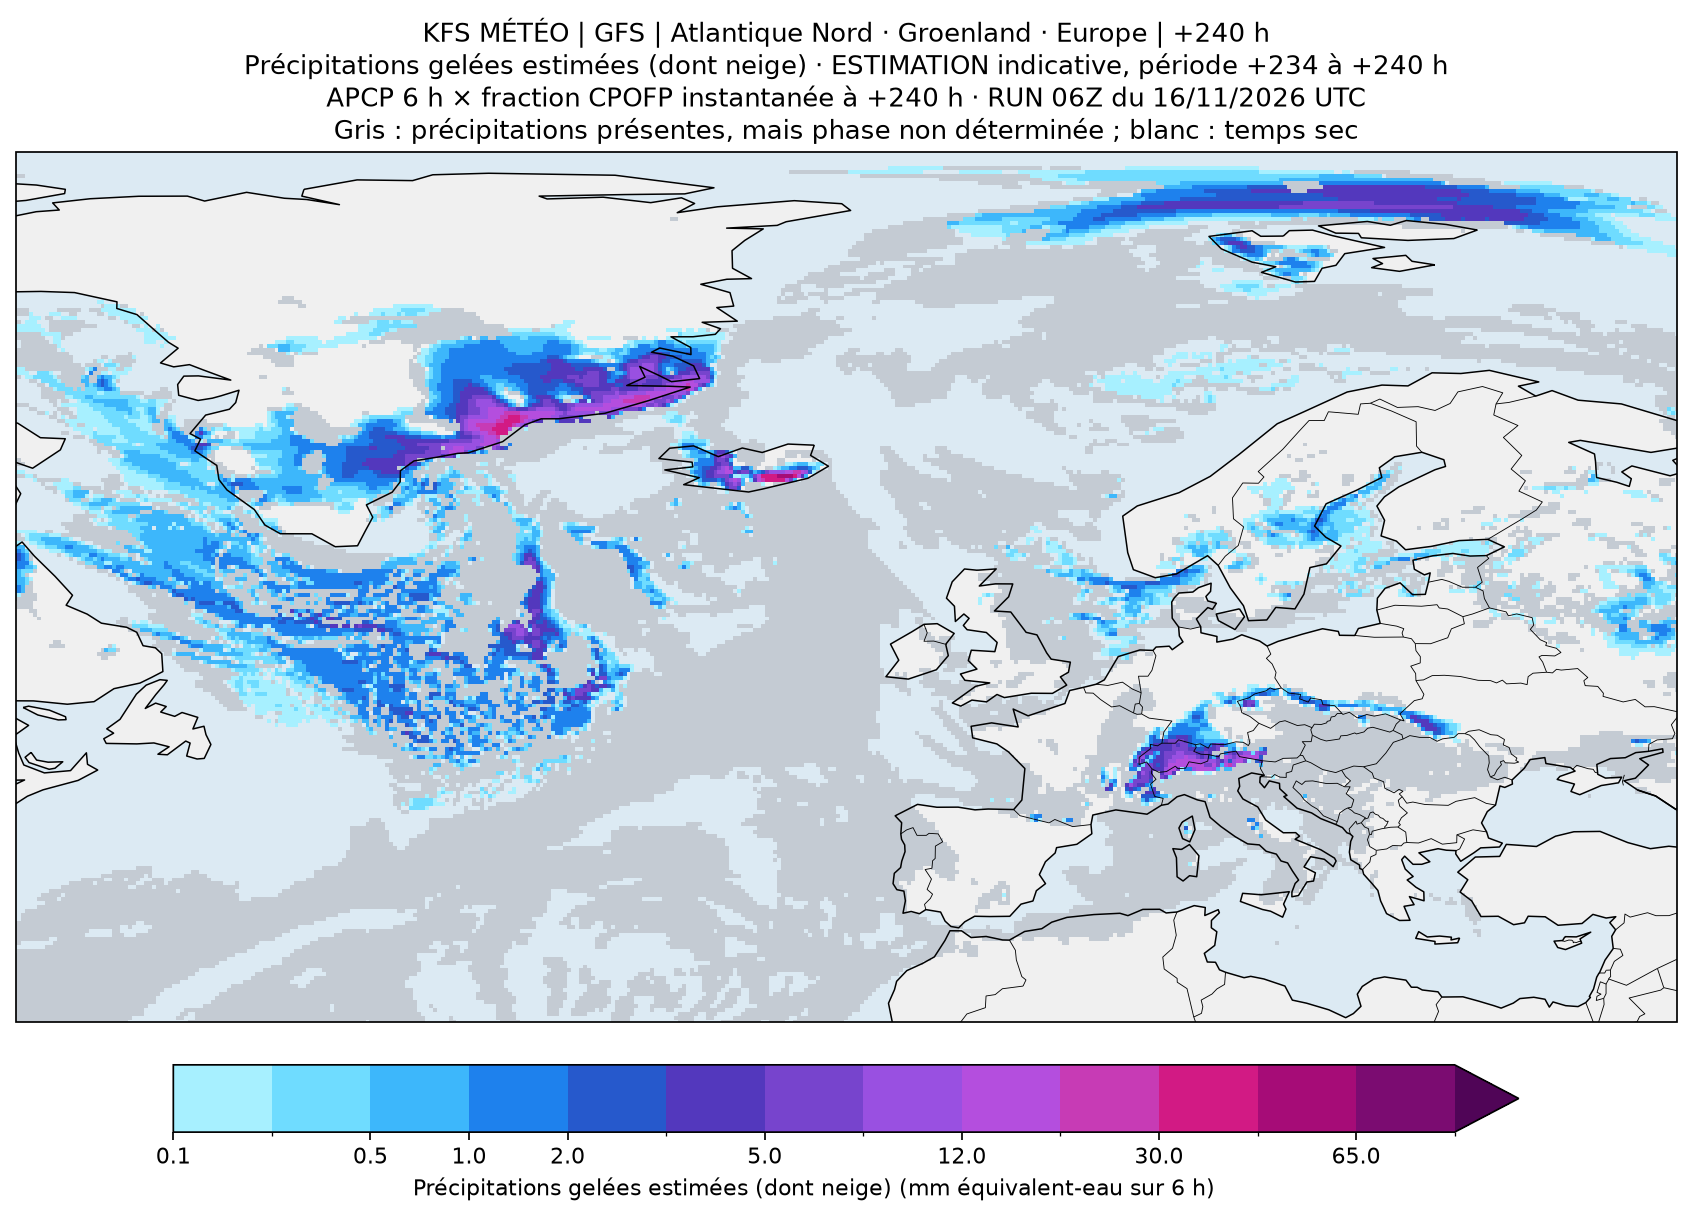 KFS MÉTÉO | GFS | Atlantique Nord · Groenland · Europe | +240 h
Précipitations gelées estimées (dont neige) · ESTIMATION indicative, période +234 à +240 h
APCP 6 h × fraction CPOFP instantanée à +240 h · RUN 06Z du 16/11/2026 UTC
Gris : précipitations présentes, mais phase non déterminée ; blanc : temps sec
0.1 0.5 1.0 2.0 5.0 12.0 30.0 65.0
Précipitations gelées estimées (dont neige) (mm équivalent-eau sur 6 h)